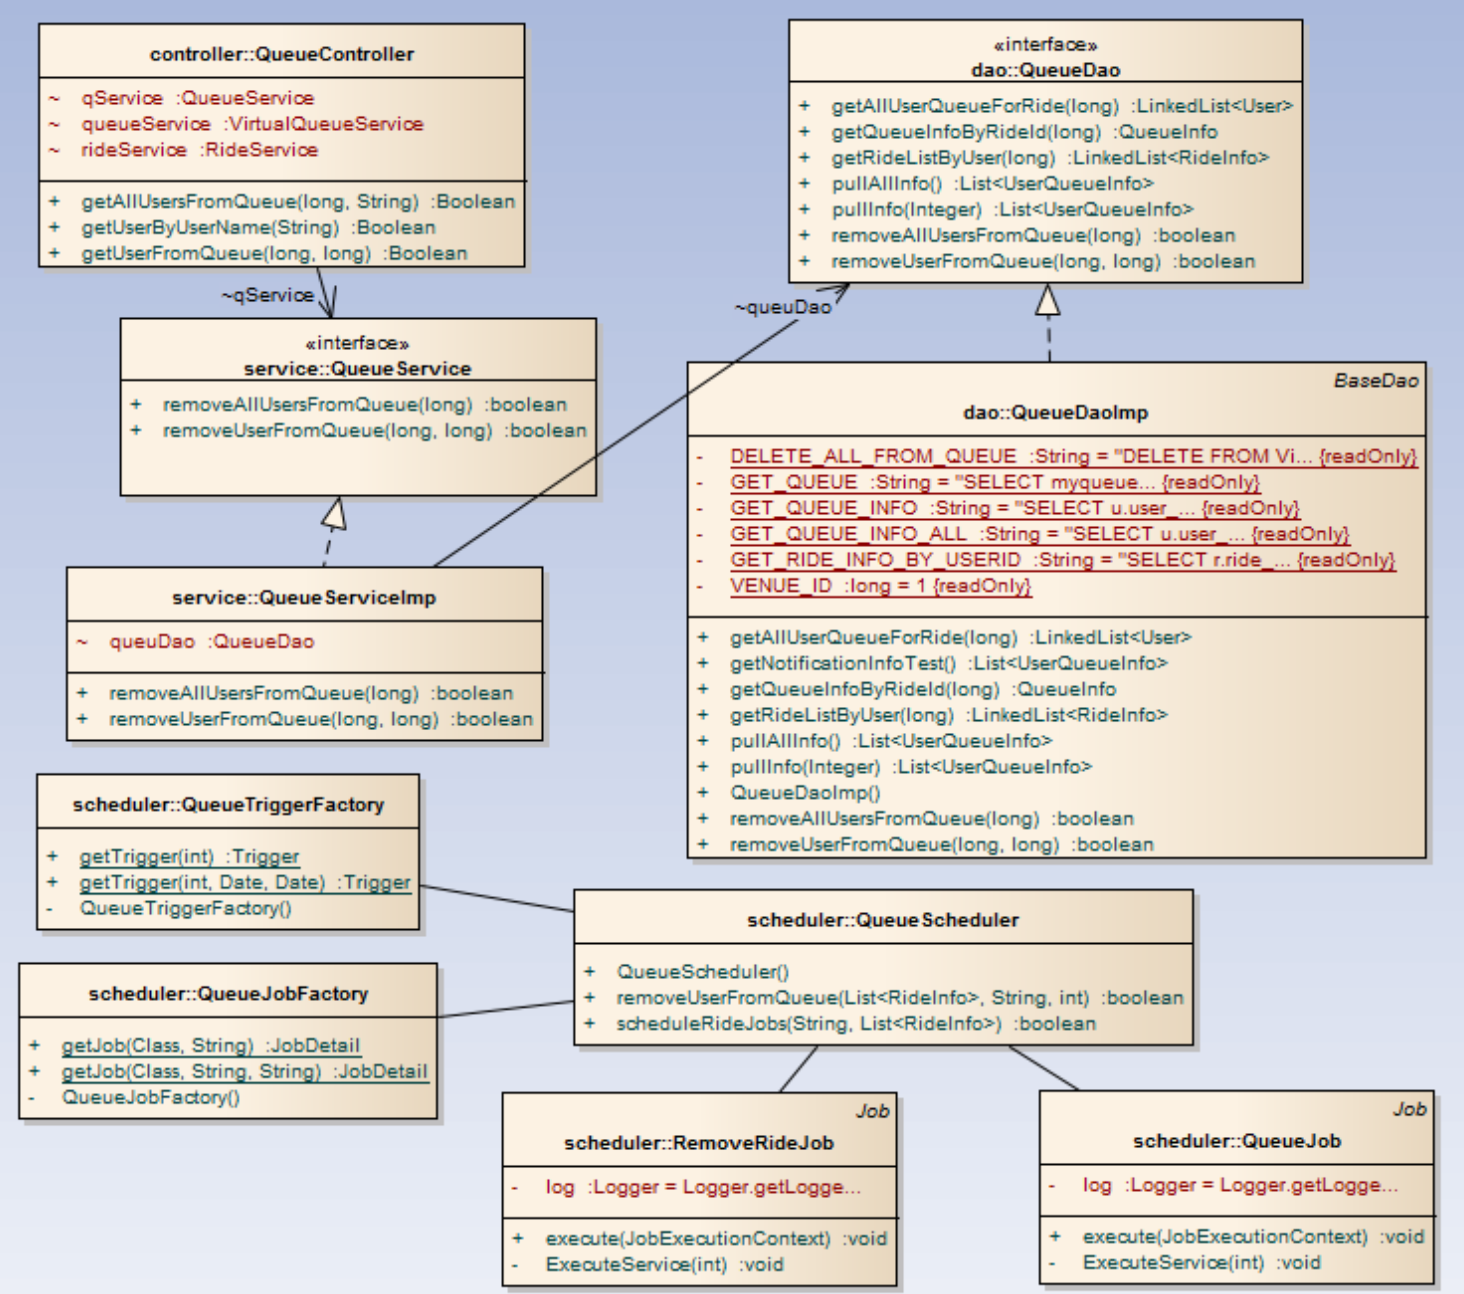 controller::QueueController
~ qService :QueueService
~ queueService :VirtualQueueService
~ rideService :RideService
+ getAllUsersFromQueue(long, String) :Boolean
+ getUserByUserName(String) :Boolean
+ getUserFromQueue(long, long) :Boolean
~qService
«interface»
service::QueueService
+ removeAllUsersFromQueue(long) :boolean
+ removeUserFromQueue(long, long) :boolean
service::QueueServiceImp
~ queuDao :QueueDao
+ removeAllUsersFromQueue(long) :boolean
+ removeUserFromQueue(long, long) :boolean
~queuDao
«interface»
dao::QueueDao
+ getAllUserQueueForRide(long) :LinkedList<User>
+ getQueueInfoByRideId(long) :QueueInfo
+ getRideListByUser(long) :LinkedList<RideInfo>
+ pullAllInfo() :List<UserQueueInfo>
+ pullInfo(Integer) :List<UserQueueInfo>
+ removeAllUsersFromQueue(long) :boolean
+ removeUserFromQueue(long, long) :boolean
BaseDao
dao::QueueDaoImp
- DELETE_ALL_FROM_QUEUE :String = "DELETE FROM Vi... {readOnly}
- GET_QUEUE :String = "SELECT myqueue... {readOnly}
- GET_QUEUE_INFO :String = "SELECT u.user_... {readOnly}
- GET_QUEUE_INFO_ALL :String = "SELECT u.user_... {readOnly}
- GET_RIDE_INFO_BY_USERID :String = "SELECT r.ride_... {readOnly}
- VENUE_ID :long = 1 {readOnly}
+ getAllUserQueueForRide(long) :LinkedList<User>
+ getNotificationInfoTest() :List<UserQueueInfo>
+ getQueueInfoByRideId(long) :QueueInfo
+ getRideListByUser(long) :LinkedList<RideInfo>
+ pullAllInfo() :List<UserQueueInfo>
+ pullInfo(Integer) :List<UserQueueInfo>
+ QueueDaoImp()
+ removeAllUsersFromQueue(long) :boolean
+ removeUserFromQueue(long, long) :boolean
scheduler::QueueTriggerFactory
+ getTrigger(int) :Trigger
+ getTrigger(int, Date, Date) :Trigger
- QueueTriggerFactory()
scheduler::QueueJobFactory
+ getJob(Class, String) :JobDetail
+ getJob(Class, String, String) :JobDetail
- QueueJobFactory()
scheduler::QueueScheduler
+ QueueScheduler()
+ removeUserFromQueue(List<RideInfo>, String, int) :boolean
+ scheduleRideJobs(String, List<RideInfo>) :boolean
Job
scheduler::RemoveRideJob
- log :Logger = Logger.getLogge...
+ execute(JobExecutionContext) :void
- ExecuteService(int) :void
Job
scheduler::QueueJob
- log :Logger = Logger.getLogge...
+ execute(JobExecutionContext) :void
- ExecuteService(int) :void